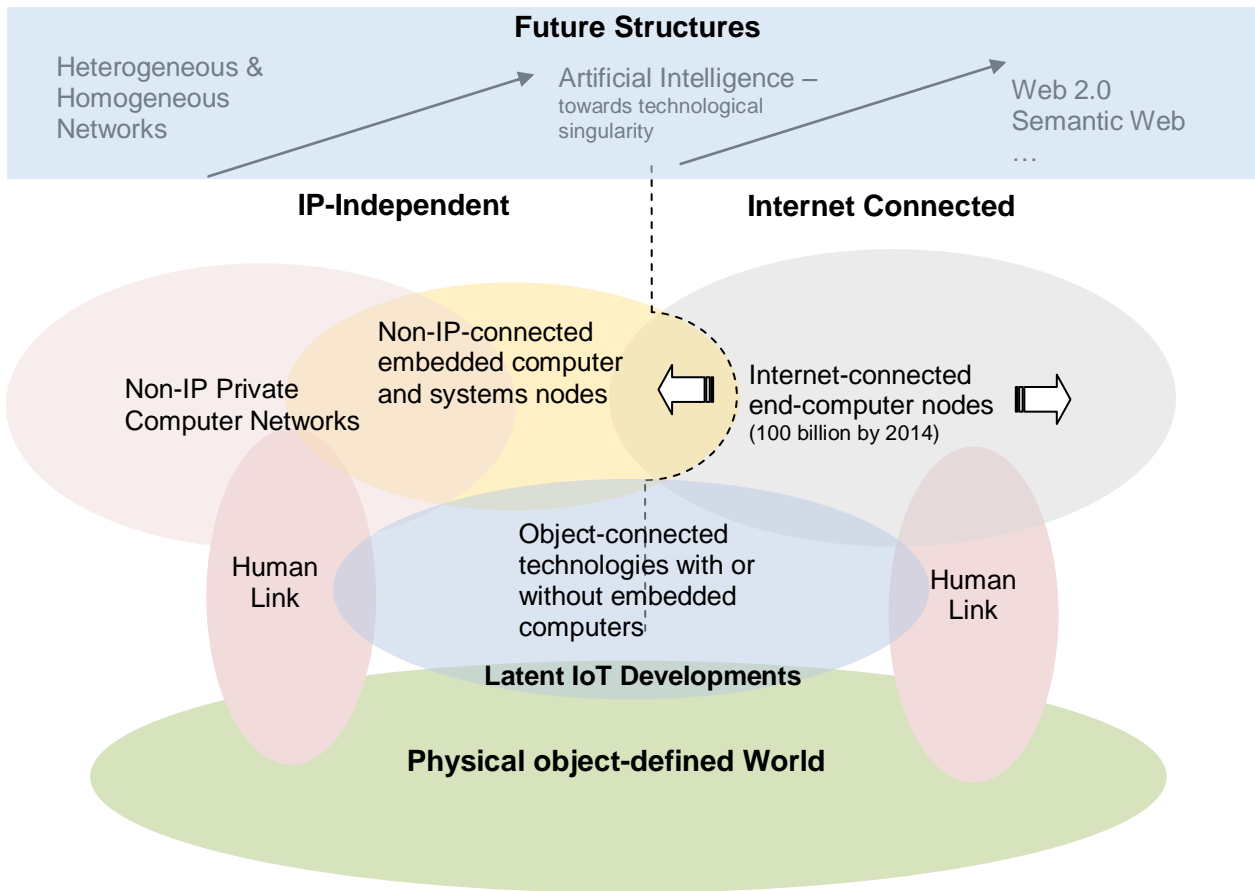 Future Structures
Heterogeneous &
Homogeneous
Networks
Artificial Intelligence –
towards technological
singularity
Web 2.0
Semantic Web
…
IP-Independent
Internet Connected
Non-IP Private
Computer Networks
Non-IP-connected
embedded computer
and systems nodes
Internet-connected
end-computer nodes
(100 billion by 2014)
Human
Link
Object-connected
technologies with or
without embedded
computers
Human
Link
Latent IoT Developments
Physical object-defined World